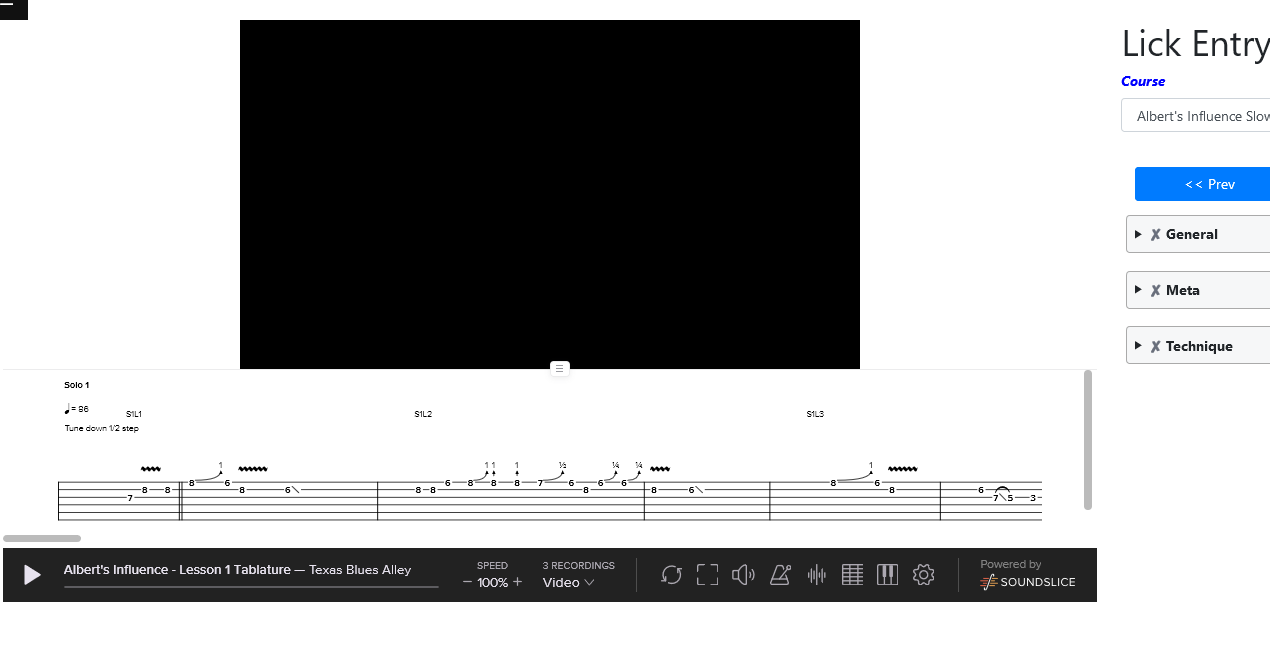 Lick Entry
Course
Albert's Influence Slow
<< Prev
✘ General
✘ Meta
✘ Technique
Solo 1
= 86
S1L1
S1L2
S1L3
Tune down 1/2 step
1 1 1 1 ½ ¼ ¼ 1
8 6 6 8 8 8 7 6 6 6 8 6
8 8 8 6 8 8 8 8 6 8 6
7 7 5 3
Albert's Influence - Lesson 1 Tablature — Texas Blues Alley
SPEED
− 100% +
3 RECORDINGS
Video
Powered by
SOUNDSLICE